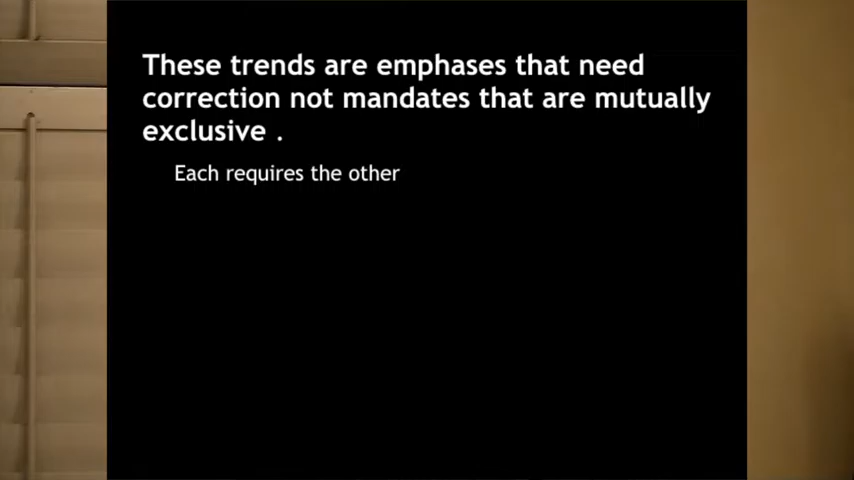 These trends are emphases that need
correction not mandates that are mutually
exclusive .
Each requires the other